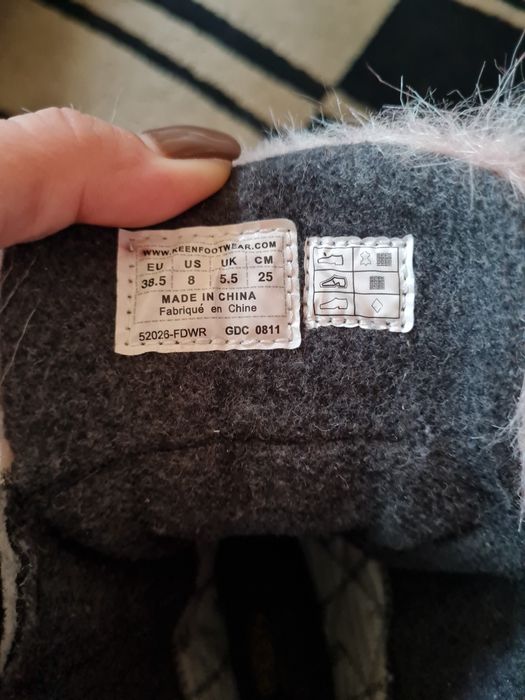 WWW.KEENFOOTWEAR.COM
EU US UK CM
38.5 8 5.5 25
MADE IN CHINA
Fabriqué en Chine
52026-FDWR GDC 0811